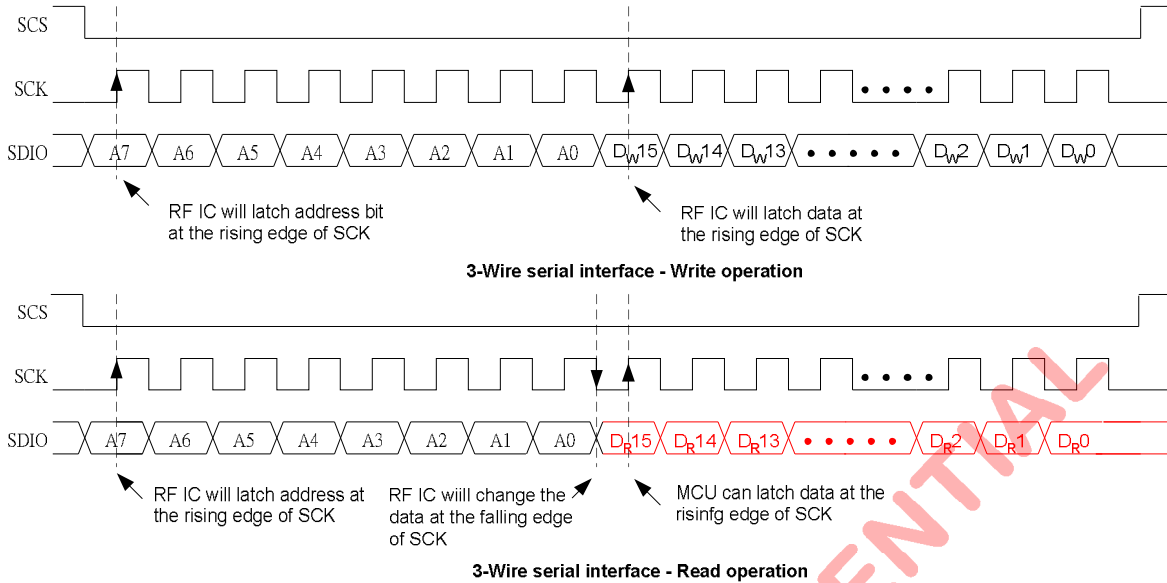 SCS
SCK
SDIO A7 A6 A5 A4 A3 A2 A1 A0 DW15 DW14 DW13 DW2 DW1 DW0
RF IC will latch address bit
at the rising edge of SCK
RF IC will latch data at
the rising edge of SCK
3-Wire serial interface - Write operation
SCS
SCK
SDIO A7 A6 A5 A4 A3 A2 A1 A0 DR15 DR14 DR13 DR2 DR1 DR0
RF IC will latch address at
the rising edge of SCK
RF IC wiill change the
data at the falling edge
of SCK
MCU can latch data at the
risinfg edge of SCK
3-Wire serial interface - Read operation
ENTIAL